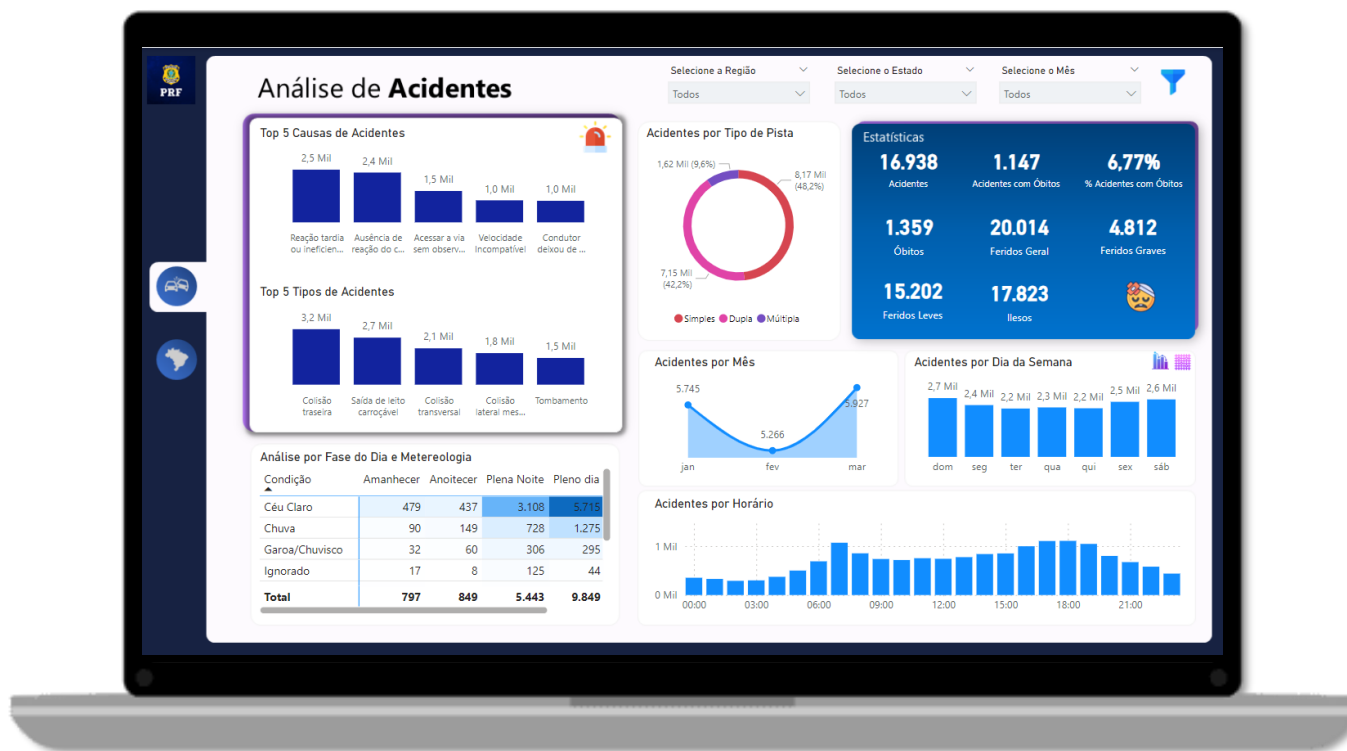 PRF
Análise de Acidentes
Selecione a Região
Todos
Selecione o Estado
Todos
Selecione o Mês
Todos
Top 5 Causas de Acidentes
2,5 Mil
2,4 Mil
1,5 Mil
1,0 Mil
1,0 Mil
Reação tardia
ou ineficien...
Ausência de
reação do c...
Acessar a via
sem observ...
Velocidade
Incompatível
Condutor
deixou de ...
Top 5 Tipos de Acidentes
3,2 Mil
2,7 Mil
2,1 Mil
1,8 Mil
1,5 Mil
Colisão
traseira
Saída de leito
carroçável
Colisão
transversal
Colisão
lateral mes...
Tombamento
Acidentes por Tipo de Pista
1,62 Mil (9,6%)
8,17 Mil
(48,2%)
7,15 Mil
(42,2%)
Simples Dupla Múltipla
Estatísticas
16.938 1.147 6,77%
Acidentes Acidentes com Óbitos % Acidentes com Óbitos
1.359 20.014 4.812
Óbitos Feridos Geral Feridos Graves
15.202 17.823
Feridos Leves Ilesos
Acidentes por Mês
5.745
5.266
5.927
jan fev mar
Acidentes por Dia da Semana
2,7 Mil 2,4 Mil 2,2 Mil 2,3 Mil 2,2 Mil 2,5 Mil 2,6 Mil
dom seg ter qua qui sex sáb
Análise por Fase do Dia e Metereologia
Condição Amanhecer Anoitecer Plena Noite Pleno dia
Céu Claro 479 437 3.108 5.715
Chuva 90 149 728 1.275
Garoa/Chuvisco 32 60 306 295
Ignorado 17 8 125 44
Total 797 849 5.443 9.849
Acidentes por Horário
1 Mil
0 Mil
00:00 03:00 06:00 09:00 12:00 15:00 18:00 21:00